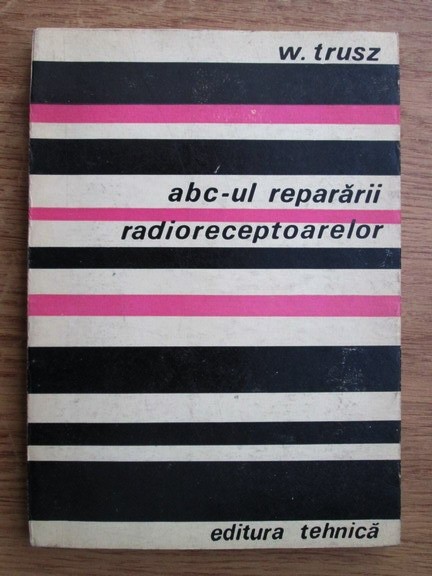 w. trusz
abc-ul reparării
radioreceptoarelor
editura tehnică